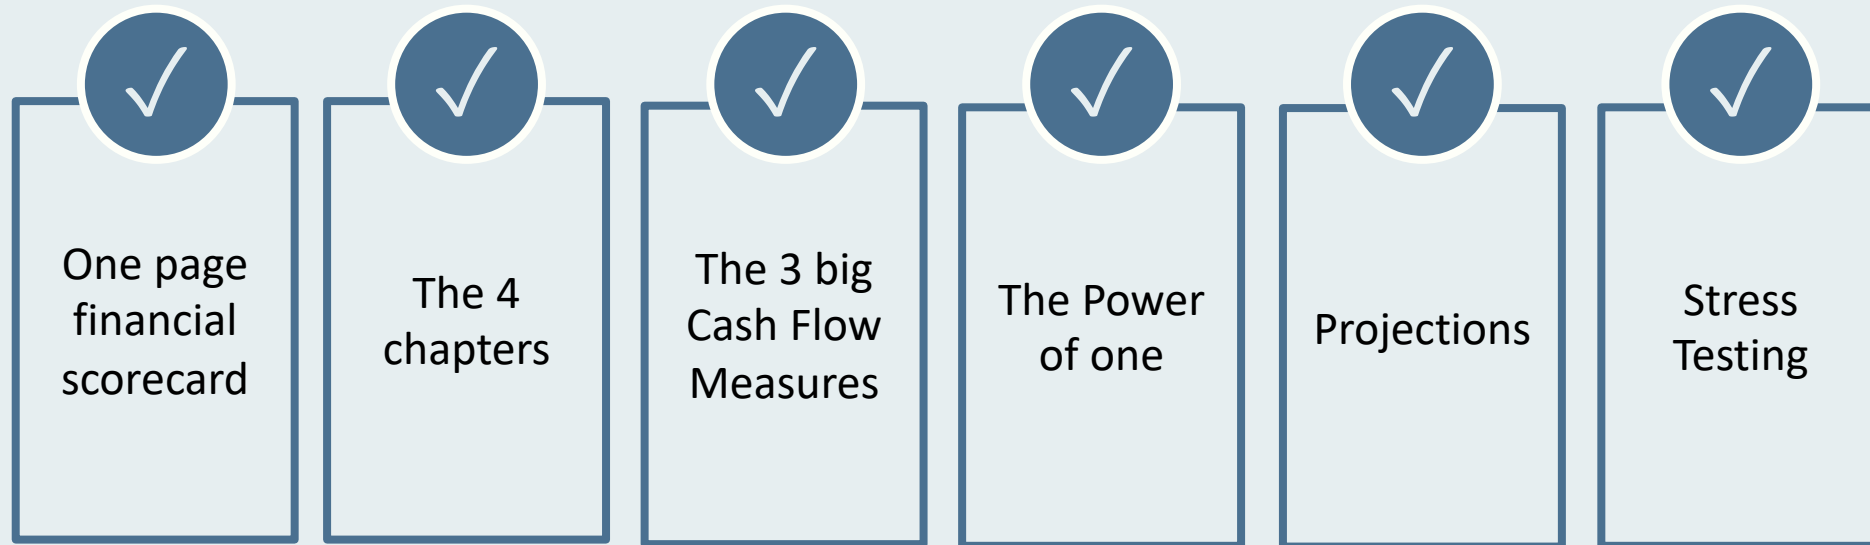 One page
financial
scorecard
The 4
chapters
The 3 big
Cash Flow
Measures
The Power
of one
Projections
Stress
Testing